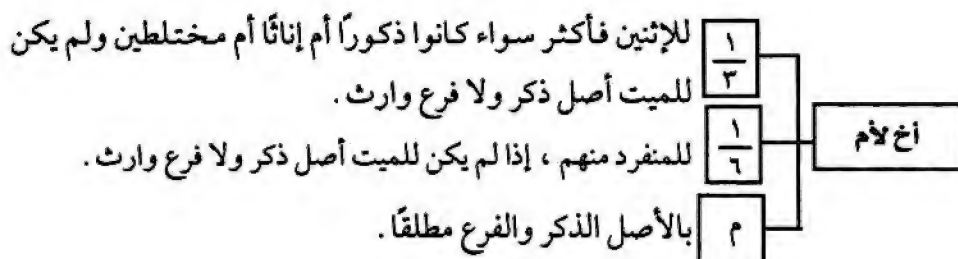 أخ لأم
١/٣ للإثنين فأكثر سواء كانوا ذكورًا أم إناثًا أم مختلطين ولم يكن
للميت أصل ذكر ولا فرع وارث .
١/٦ للمنفرد منهم ، إذا لم يكن للميت أصل ذكر ولا فرع وارث .
م بالأصل الذكر والفرع مطلقًا .